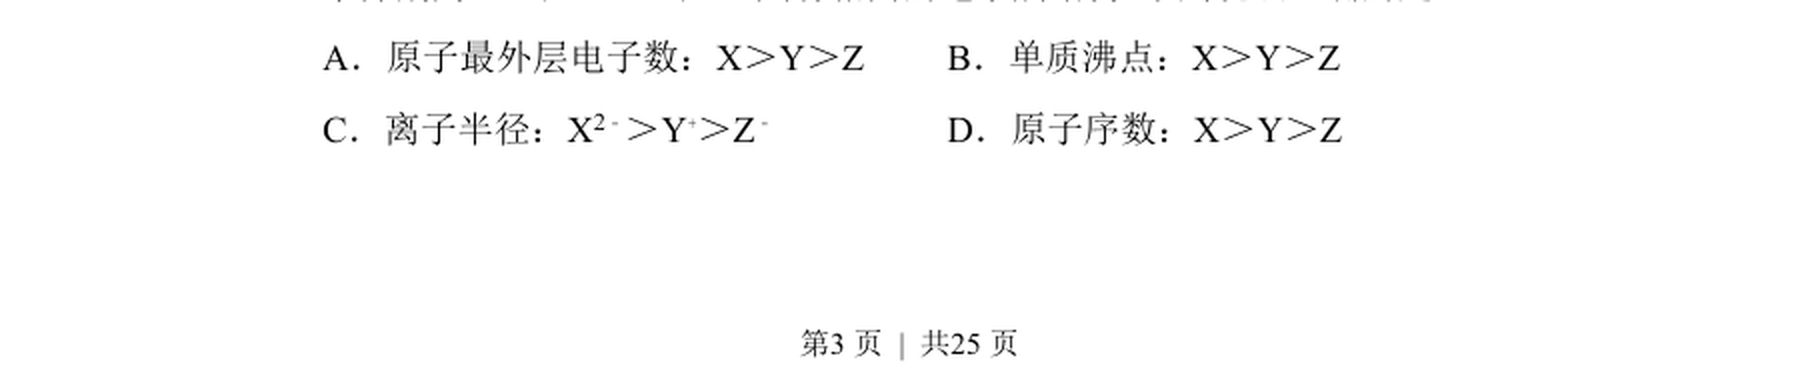 A．原子最外层电子数：X＞Y＞Z B．单质沸点：X＞Y＞Z
C．离子半径：X²⁻＞Y⁺＞Z⁻ D．原子序数：X＞Y＞Z
第3 页 | 共25 页